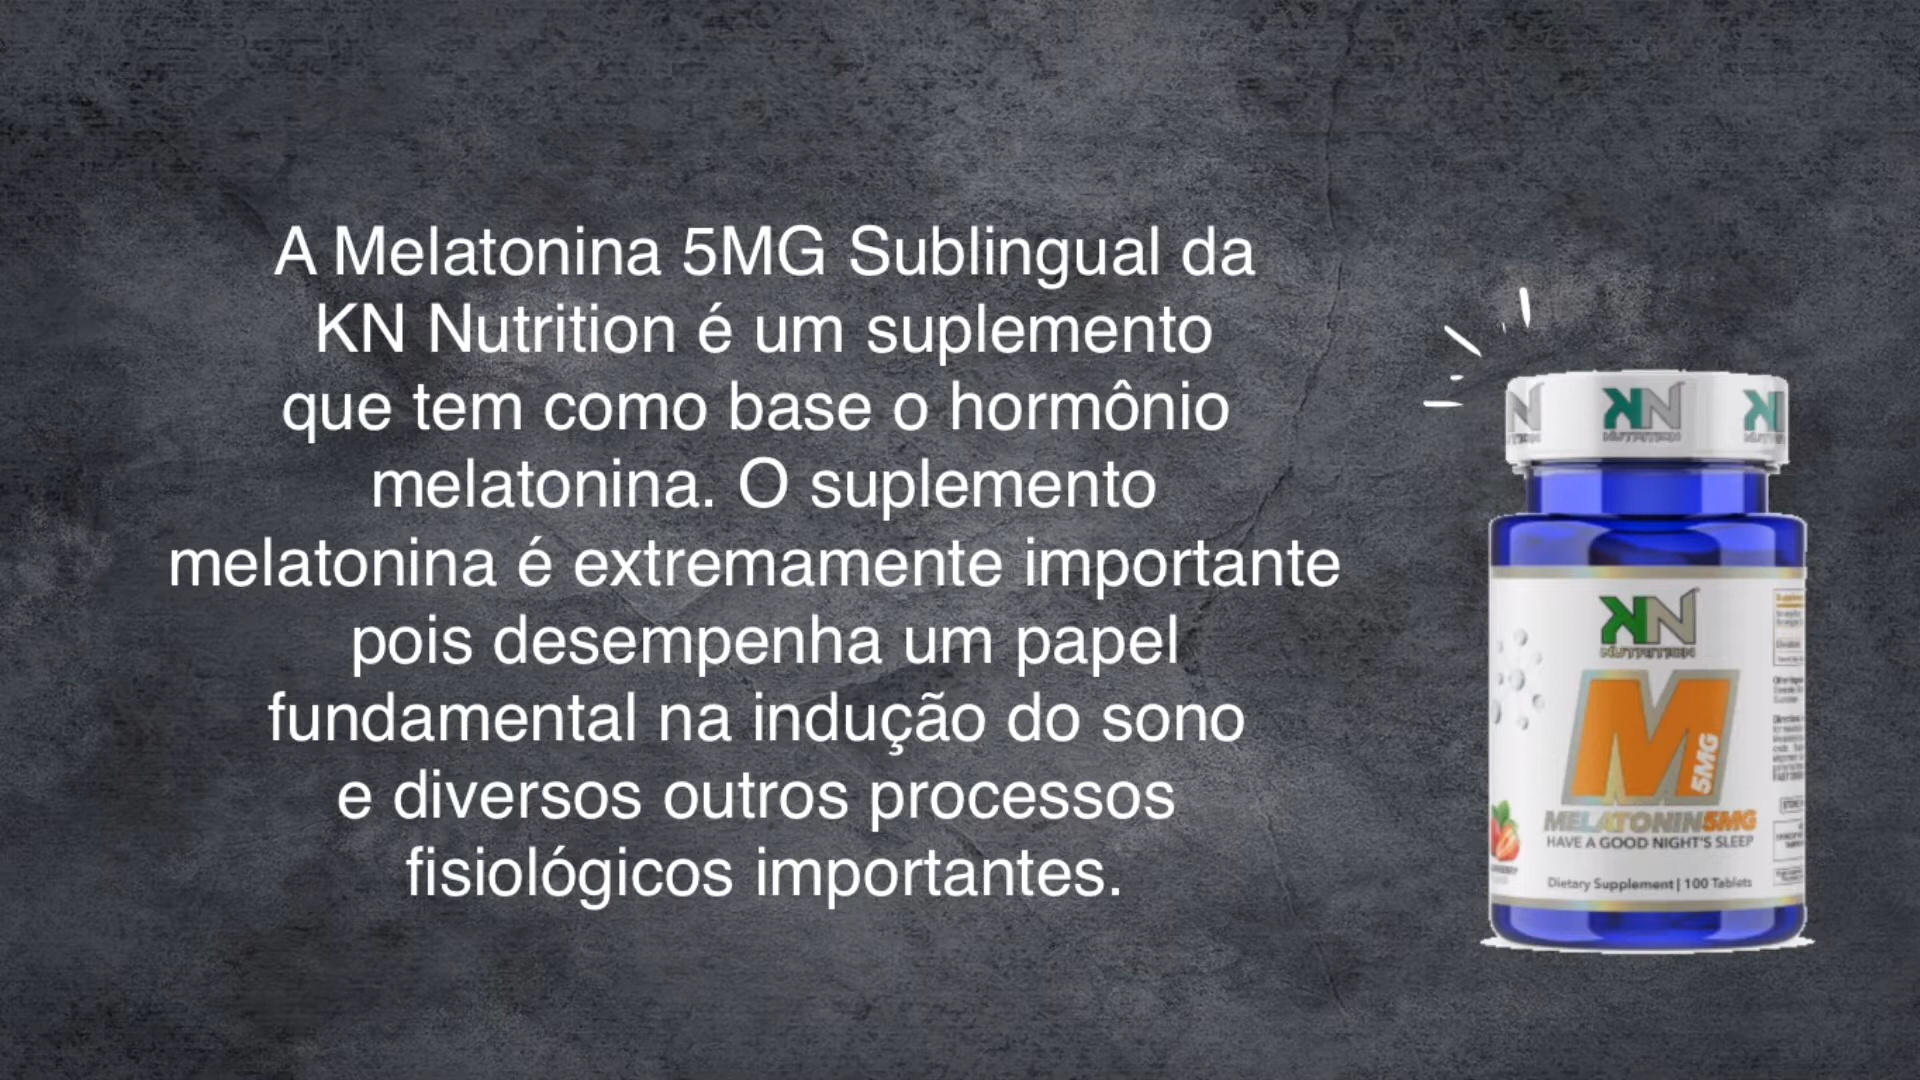 A Melatonina 5MG Sublingual da
KN Nutrition é um suplemento
que tem como base o hormônio
melatonina. O suplemento
melatonina é extremamente importante
pois desempenha um papel
fundamental na indução do sono
e diversos outros processos
fisiológicos importantes.
KN
NUTRITION
KN
NUTRITION
M
5MG
MELATONIN5MG
HAVE A GOOD NIGHT'S SLEEP
Dietary Supplement | 100 Tablets